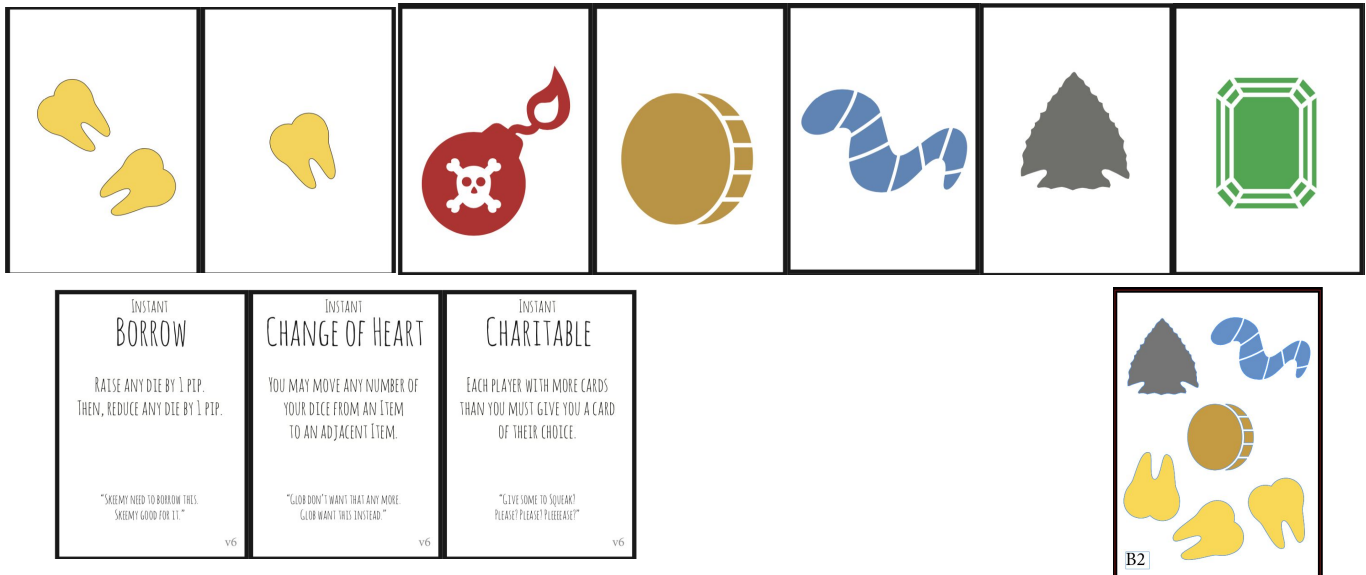 Instant
Borrow
Raise any die by 1 pip.
Then, reduce any die by 1 pip.
"Skeemy need to borrow this.
Skeemy good for it."
v6
Instant
Change of Heart
You may move any number of
your dice from an Item
to an adjacent Item.
"Glob don't want that any more.
Glob want this instead."
v6
Instant
Charitable
Each player with more cards
than you must give you a card
of their choice.
"Give some to Squeak!
Please? Please? Pleeease?"
v6
B2